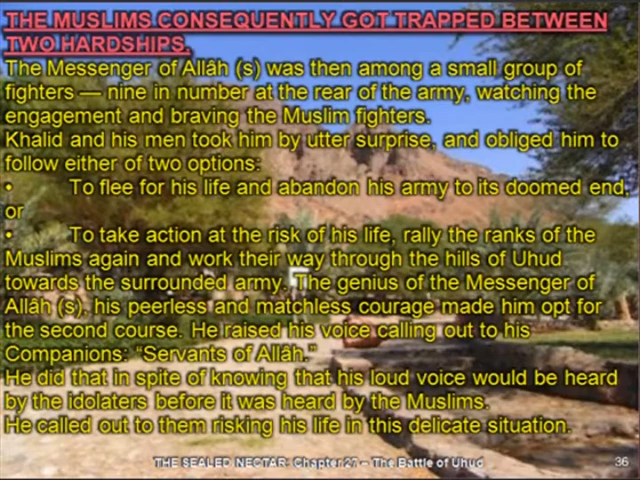 THE MUSLIMS CONSEQUENTLY GOT TRAPPED BETWEEN
TWO HARDSHIPS.
The Messenger of Allâh (s) was then among a small group of
fighters — nine in number at the rear of the army, watching the
engagement and braving the Muslim fighters.
Khalid and his men took him by utter surprise, and obliged him to
follow either of two options:
• To flee for his life and abandon his army to its doomed end,
or
• To take action at the risk of his life, rally the ranks of the
Muslims again and work their way through the hills of Uhud
towards the surrounded army. The genius of the Messenger of
Allâh (s), his peerless and matchless courage made him opt for
the second course. He raised his voice calling out to his
Companions: “Servants of Allâh.”
He did that in spite of knowing that his loud voice would be heard
by the idolaters before it was heard by the Muslims.
He called out to them risking his life in this delicate situation.
THE SEALED NECTAR: Chapter 27 – The Battle of Uhud
36